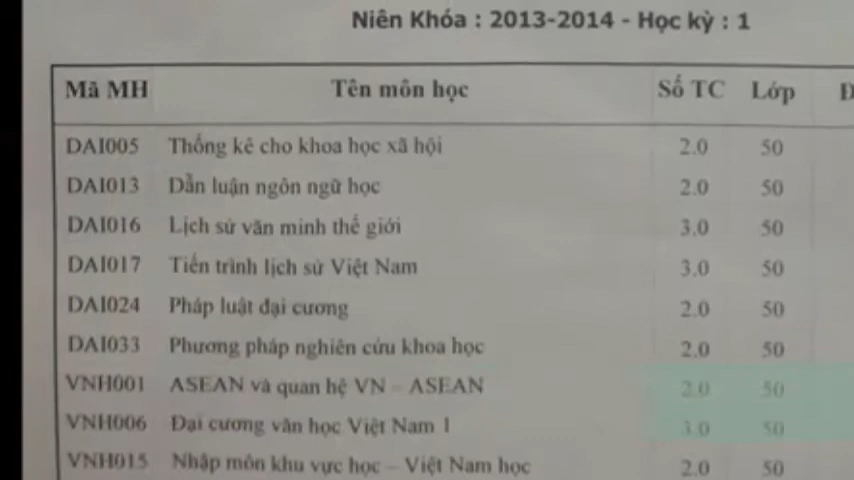 Niên Khóa : 2013-2014 - Học kỳ : 1
Mã MH Tên môn học Số TC Lớp
DAI005 Thống kê cho khoa học xã hội 2.0 50
DAI013 Dẫn luận ngôn ngữ học 2.0 50
DAI016 Lịch sử văn minh thế giới 3.0 50
DAI017 Tiến trình lịch sử Việt Nam 3.0 50
DAI024 Pháp luật đại cương 2.0 50
DAI033 Phương pháp nghiên cứu khoa học 2.0 50
VNH001 ASEAN và quan hệ VN – ASEAN 2.0 50
VNH006 Đại cương văn học Việt Nam 1 3.0 50
VNH015 Nhập môn khu vực học – Việt Nam học 2.0 50